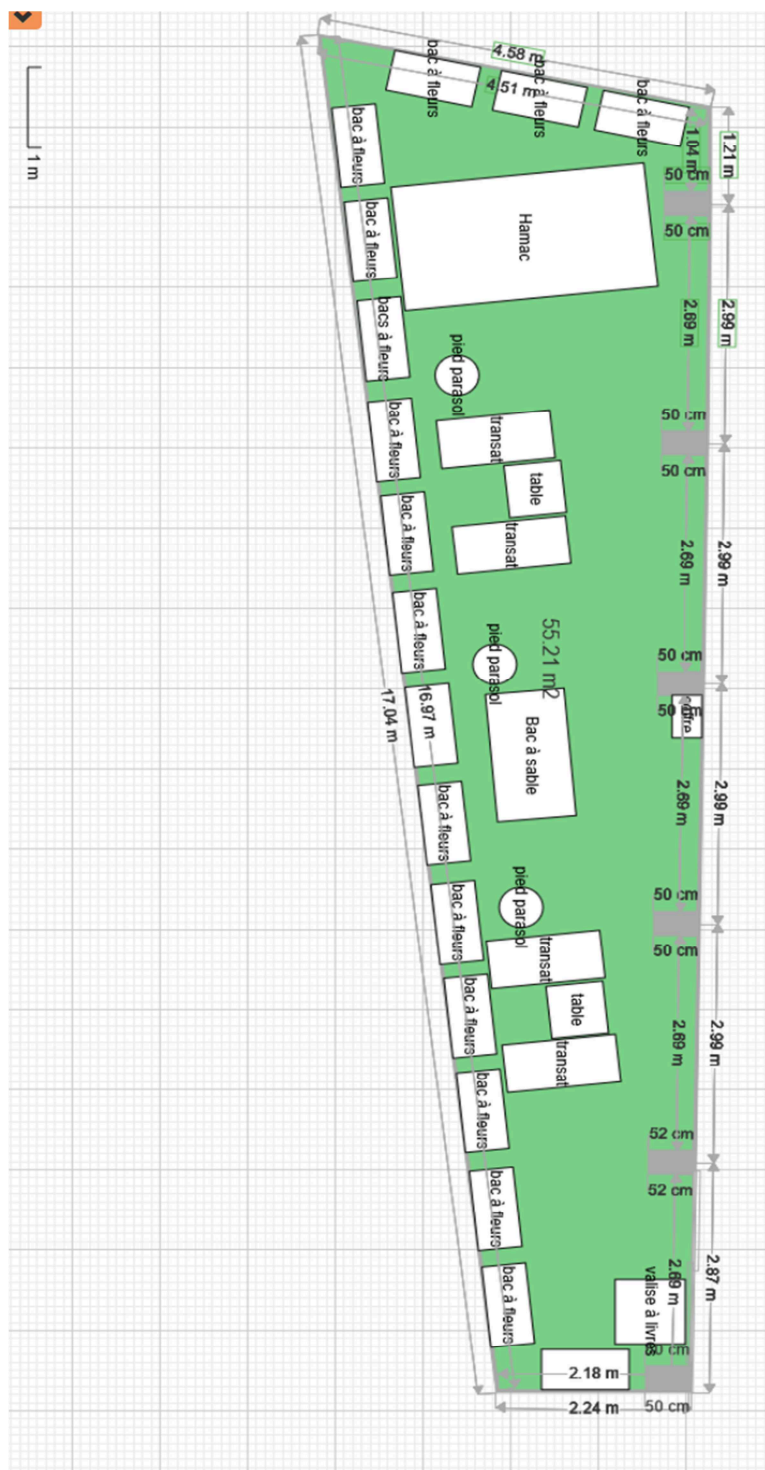 4.58 m
bac à fleurs
4.51 m
bac à fleurs
bac à fleurs
1.04 m
1.21 m
50 cm
1 m
bac à fleurs
Hamac
50 cm
bac à fleurs
2.69 m
2.99 m
bacs à fleurs
pied parasol
50 cm
bac à fleurs
transat
50 cm
table
bac à fleurs
transat
2.69 m
2.99 m
bac à fleurs
pied parasol
55.21 m2
50 cm
17.04 m
16.97 m
50 cm
coffre
Bac à sable
2.69 m
2.99 m
bac à fleurs
pied parasol
50 cm
bac à fleurs
transat
50 cm
table
bac à fleurs
transat
2.69 m
2.99 m
bac à fleurs
52 cm
52 cm
bac à fleurs
2.69 m
2.87 m
bac à fleurs
valise à livres
2.18 m
2.24 m
50 cm